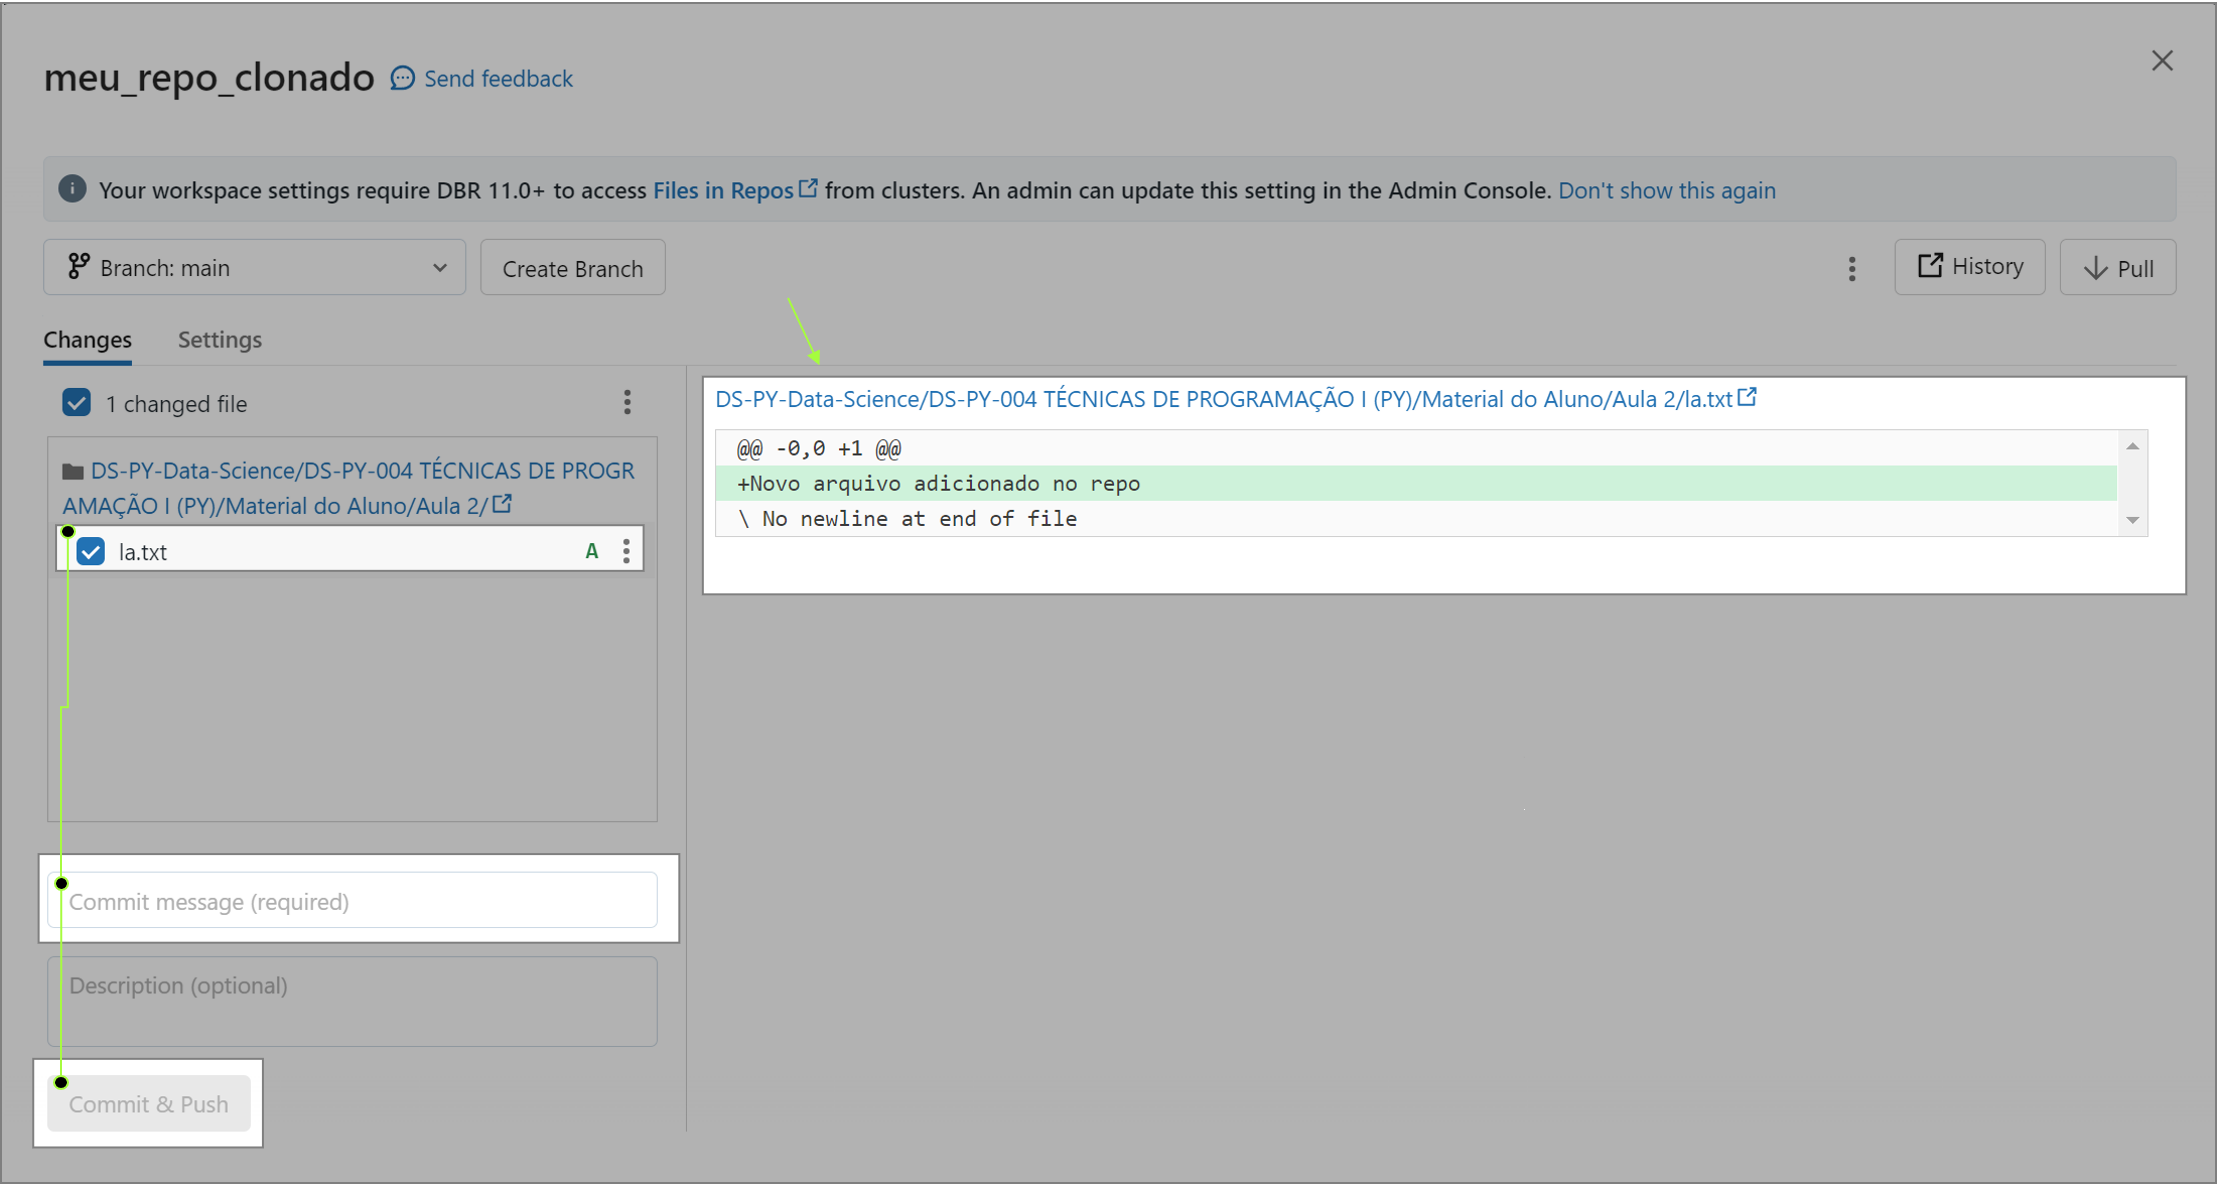 meu_repo_clonado Send feedback
Your workspace settings require DBR 11.0+ to access Files in Repos from clusters. An admin can update this setting in the Admin Console. Don't show this again
Branch: main Create Branch History Pull
Changes Settings
1 changed file
DS-PY-Data-Science/DS-PY-004 TÉCNICAS DE PROGR
AMAÇÃO I (PY)/Material do Aluno/Aula 2/
la.txt A
Commit message (required)
Description (optional)
Commit & Push
DS-PY-Data-Science/DS-PY-004 TÉCNICAS DE PROGRAMAÇÃO I (PY)/Material do Aluno/Aula 2/la.txt
@@ -0,0 +1 @@
+Novo arquivo adicionado no repo
\ No newline at end of file